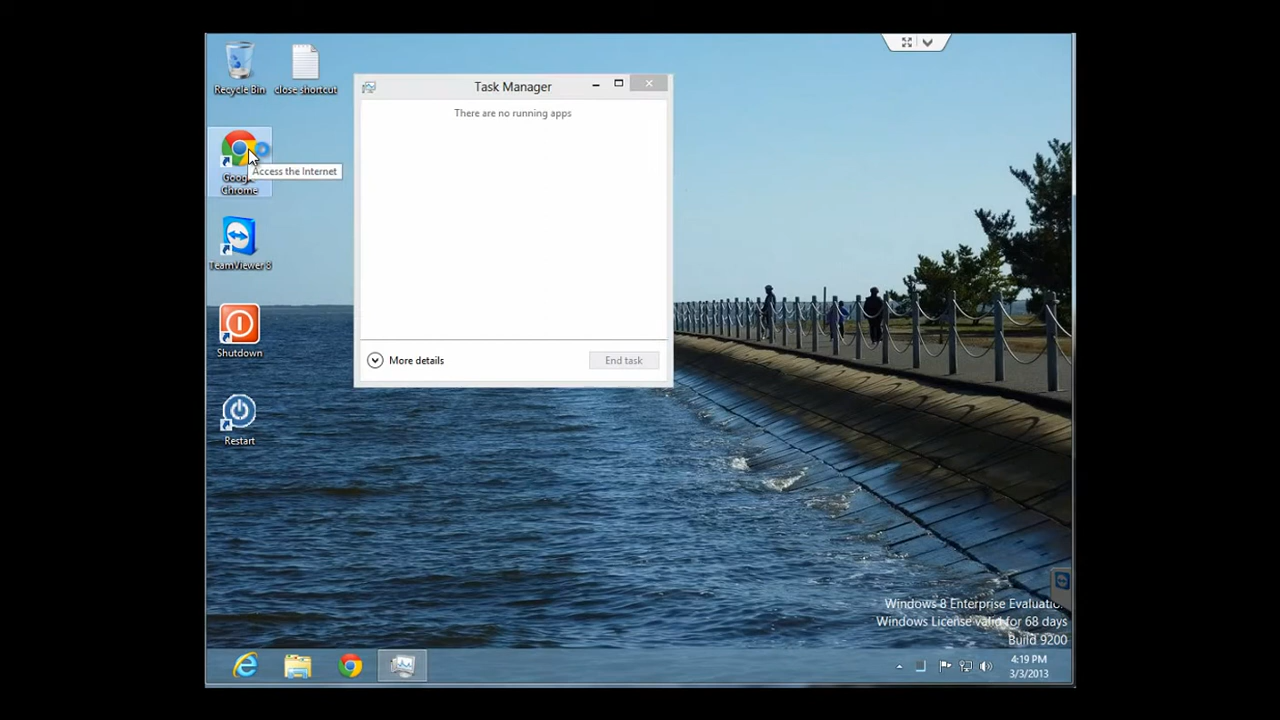 Recycle Bin
close shortcut
Task Manager
There are no running apps
Access the Internet
Google
Chrome
TeamViewer 8
Shutdown
More details
End task
Restart
Windows 8 Enterprise Evaluatio
Windows License valid for 68 days
Build 9200
4:19 PM
3/3/2013